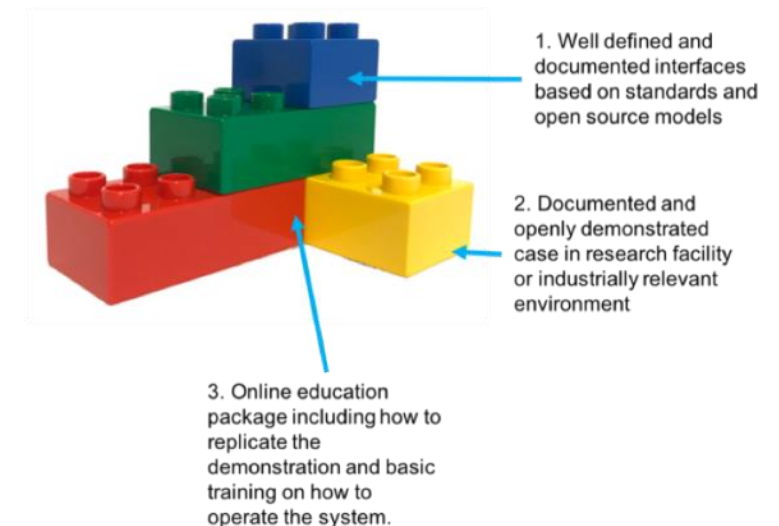 1. Well defined and
documented interfaces
based on standards and
open source models
2. Documented and
openly demonstrated
case in research facility
or industrially relevant
environment
3. Online education
package including how to
replicate the
demonstration and basic
training on how to
operate the system.